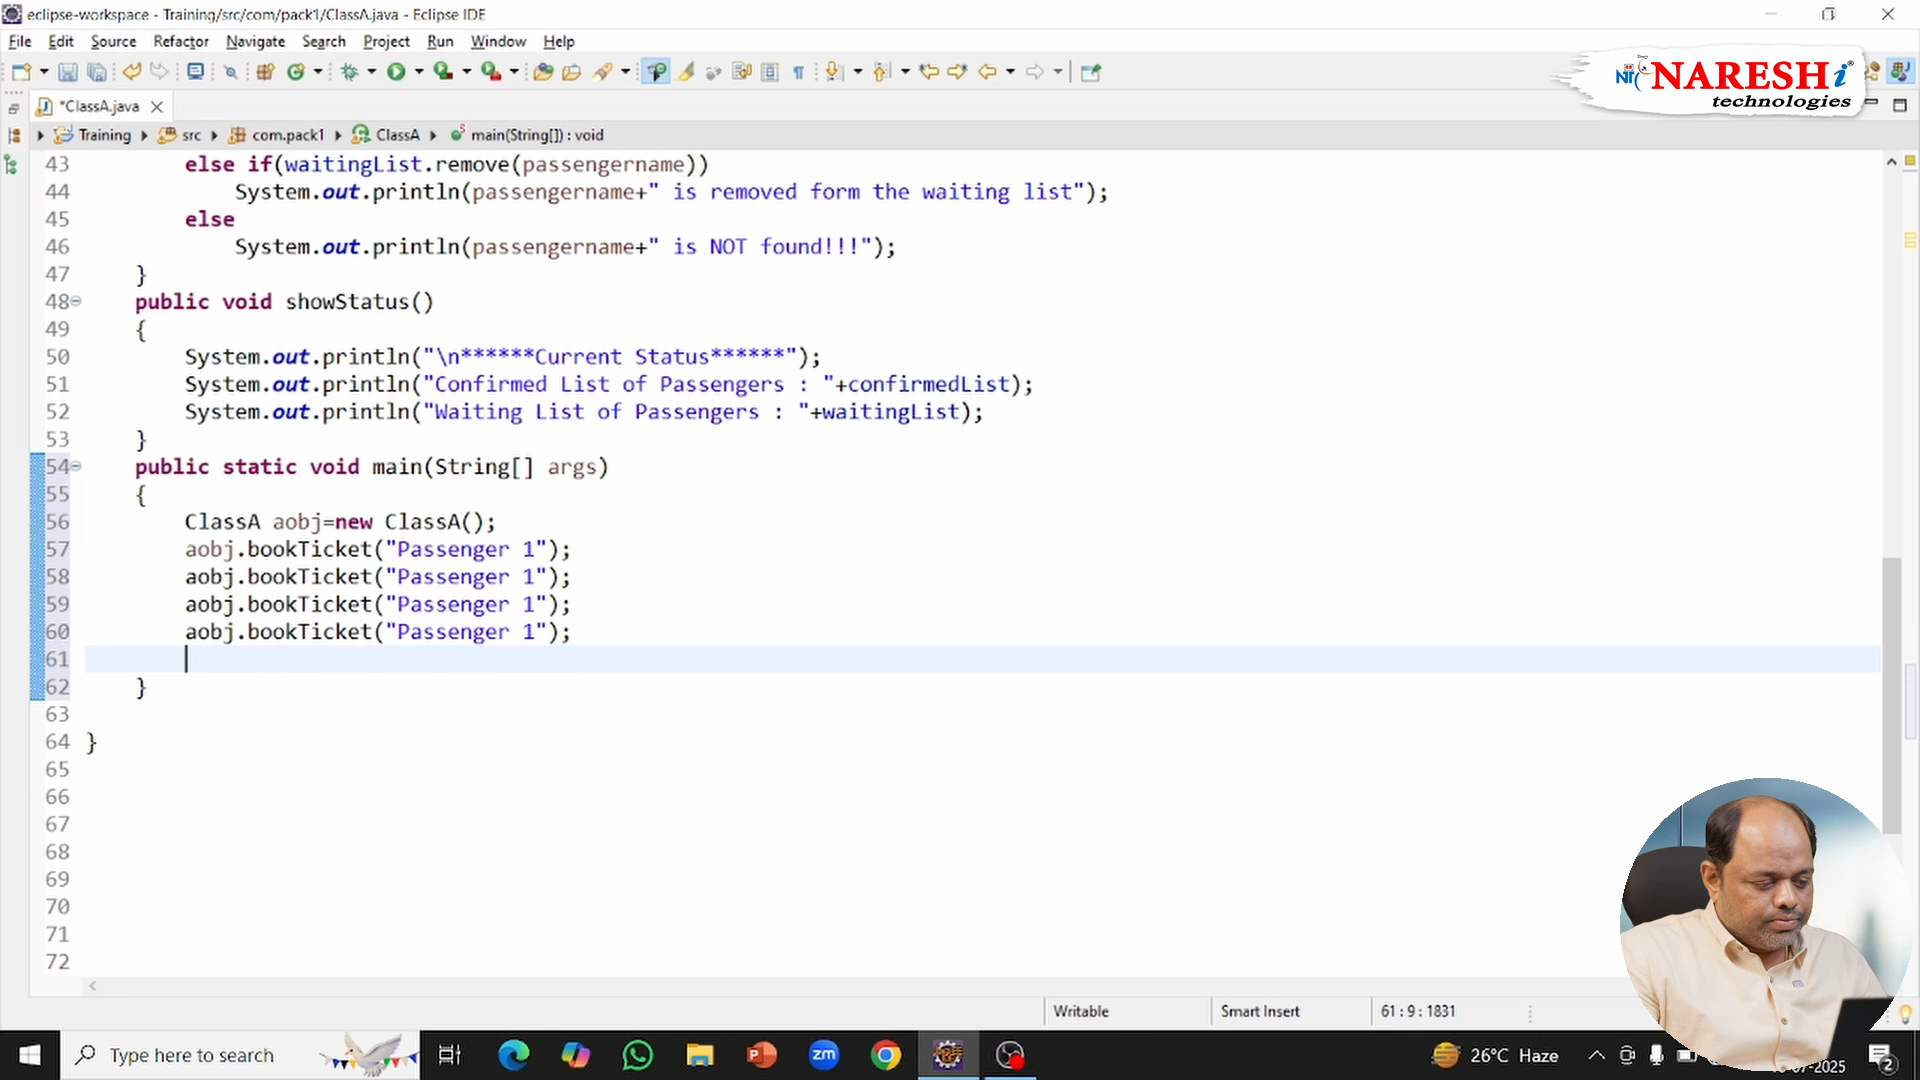 eclipse-workspace - Training/src/com/pack1/ClassA.java - Eclipse IDE
File Edit Source Refactor Navigate Search Project Run Window Help
NARESHi
technologies
*ClassA.java
Training src com.pack1 ClassA main(String[]) : void
43 else if(waitingList.remove(passengername))
44 System.out.println(passengername+" is removed form the waiting list");
45 else
46 System.out.println(passengername+" is NOT found!!!");
47 }
48 public void showStatus()
49 {
50 System.out.println("\n******Current Status******");
51 System.out.println("Confirmed List of Passengers : "+confirmedList);
52 System.out.println("Waiting List of Passengers : "+waitingList);
53 }
54 public static void main(String[] args)
55 {
56 ClassA aobj=new ClassA();
57 aobj.bookTicket("Passenger 1");
58 aobj.bookTicket("Passenger 1");
59 aobj.bookTicket("Passenger 1");
60 aobj.bookTicket("Passenger 1");
61
62 }
63
64 }
65
66
67
68
69
70
71
72
Writable Smart Insert 61 : 9 : 1831
Type here to search zm 26°C Haze 2